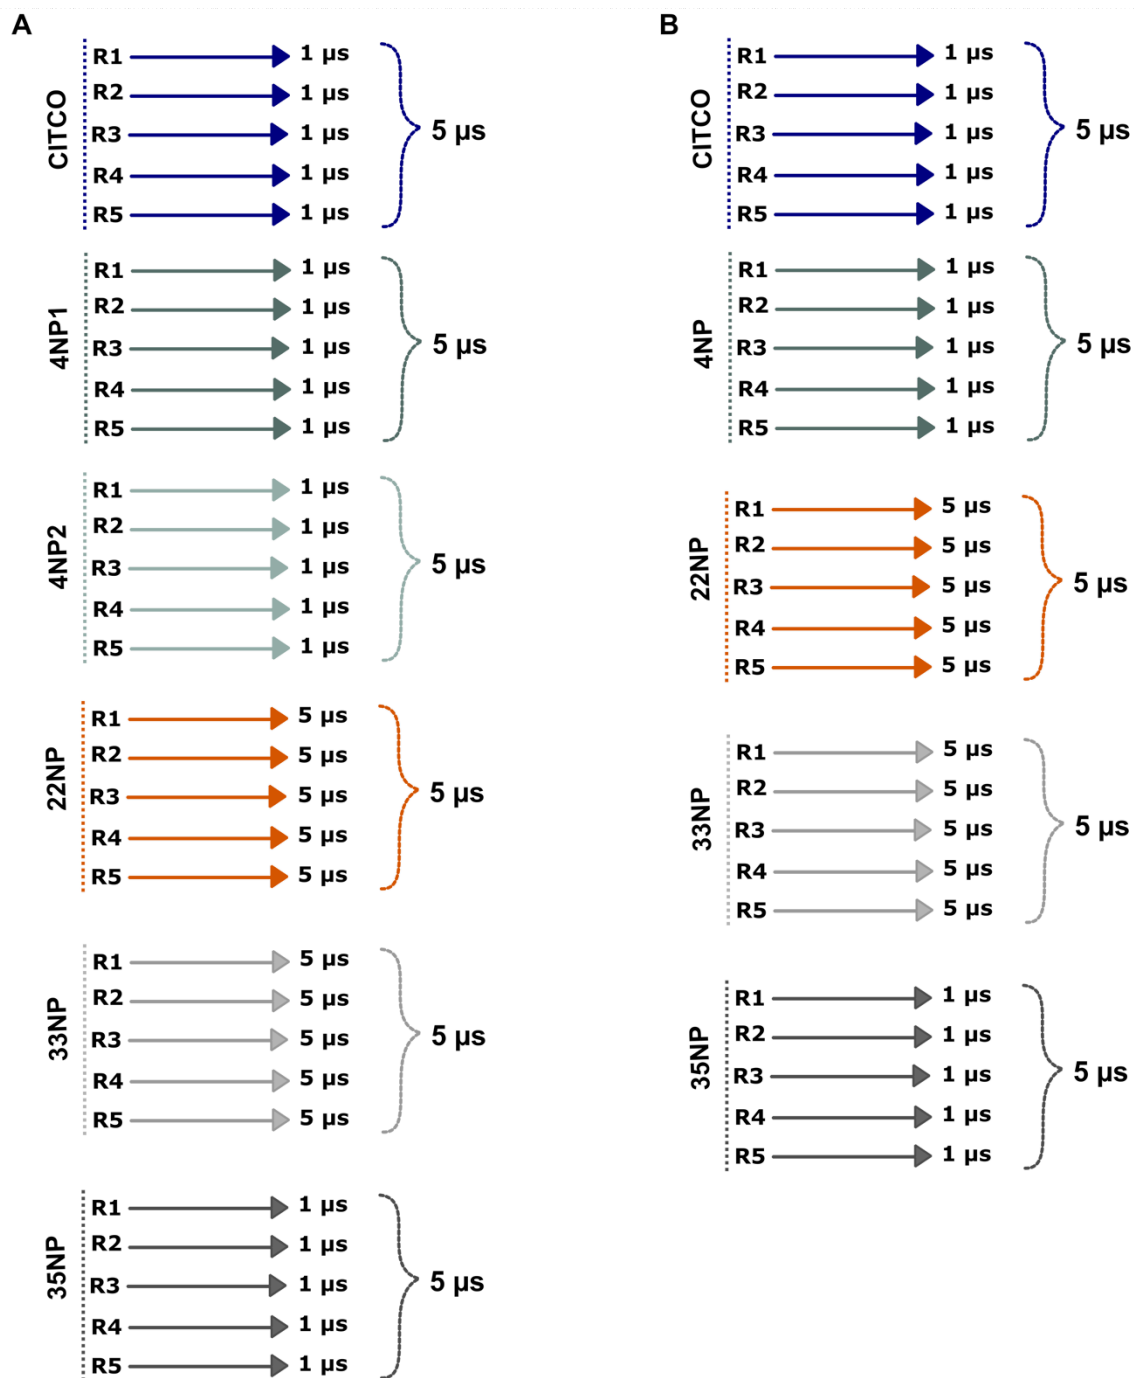 A
CITCO
R1 1 µs
R2 1 µs
R3 1 µs
R4 1 µs
R5 1 µs
5 µs
4NP1
R1 1 µs
R2 1 µs
R3 1 µs
R4 1 µs
R5 1 µs
5 µs
4NP2
R1 1 µs
R2 1 µs
R3 1 µs
R4 1 µs
R5 1 µs
5 µs
22NP
R1 5 µs
R2 5 µs
R3 5 µs
R4 5 µs
R5 5 µs
5 µs
33NP
R1 5 µs
R2 5 µs
R3 5 µs
R4 5 µs
R5 5 µs
5 µs
35NP
R1 1 µs
R2 1 µs
R3 1 µs
R4 1 µs
R5 1 µs
5 µs
B
CITCO
R1 1 µs
R2 1 µs
R3 1 µs
R4 1 µs
R5 1 µs
5 µs
4NP
R1 1 µs
R2 1 µs
R3 1 µs
R4 1 µs
R5 1 µs
5 µs
22NP
R1 5 µs
R2 5 µs
R3 5 µs
R4 5 µs
R5 5 µs
5 µs
33NP
R1 5 µs
R2 5 µs
R3 5 µs
R4 5 µs
R5 5 µs
5 µs
35NP
R1 1 µs
R2 1 µs
R3 1 µs
R4 1 µs
R5 1 µs
5 µs